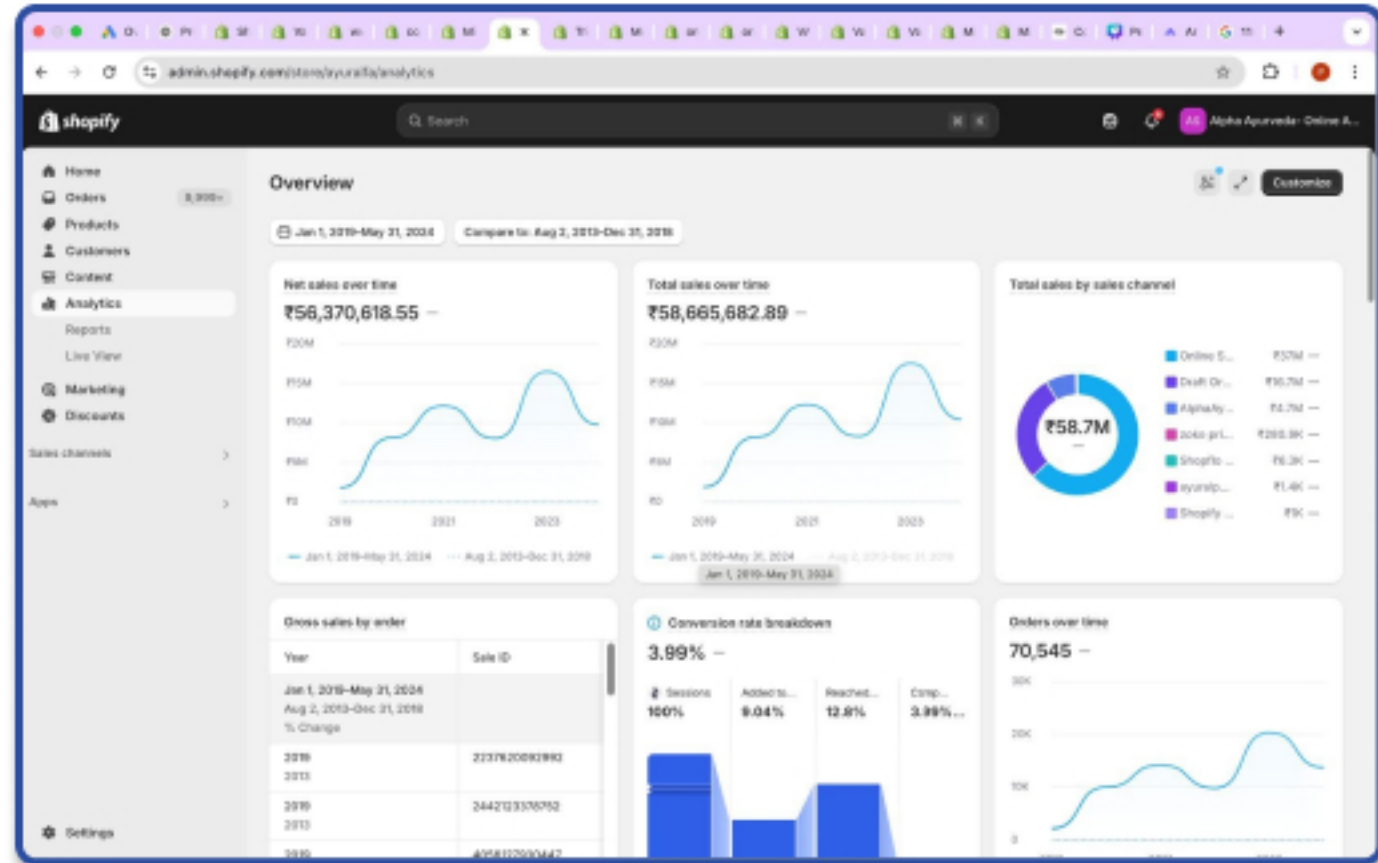 admin.shopify.com/store/ayuralfa/analytics
shopify
Search
Alpha Ayurveda- Online A...
Home
Orders 9,999+
Products
Customers
Content
Analytics
Reports
Live View
Marketing
Discounts
Sales channels
Apps
Settings
Overview
Customize
Jan 1, 2019–May 31, 2024
Compare to: Aug 2, 2013–Dec 31, 2018
Net sales over time
₹56,370,618.55 —
₹20M
₹15M
₹10M
₹5M
₹0
2019 2021 2023
Jan 1, 2019–May 31, 2024 Aug 2, 2013–Dec 31, 2018
Total sales over time
₹58,665,682.89 —
₹20M
₹15M
₹10M
₹5M
₹0
2019 2021 2023
Jan 1, 2019–May 31, 2024 Aug 2, 2013–Dec 31, 2018
Jan 1, 2019–May 31, 2024
Total sales by sales channel
₹58.7M
—
Online S... ₹37M —
Draft Or... ₹16.7M —
AlphaAy... ₹4.7M —
zoko pri...
Shopflo ... ₹6.3K —
₹1.4K —
Shopify ... ₹1K —
Gross sales by order
Year Sale ID
Jan 1, 2019–May 31, 2024
Aug 2, 2013–Dec 31, 2018
% Change
2019 2237620092992
2013
2019 2442123378752
2013
2019
Conversion rate breakdown
3.99% —
Sessions Added to... Reached... Comp...
100% 9.04% 12.8% 3.99%...
Orders over time
70,545 —
30K
20K
10K
0